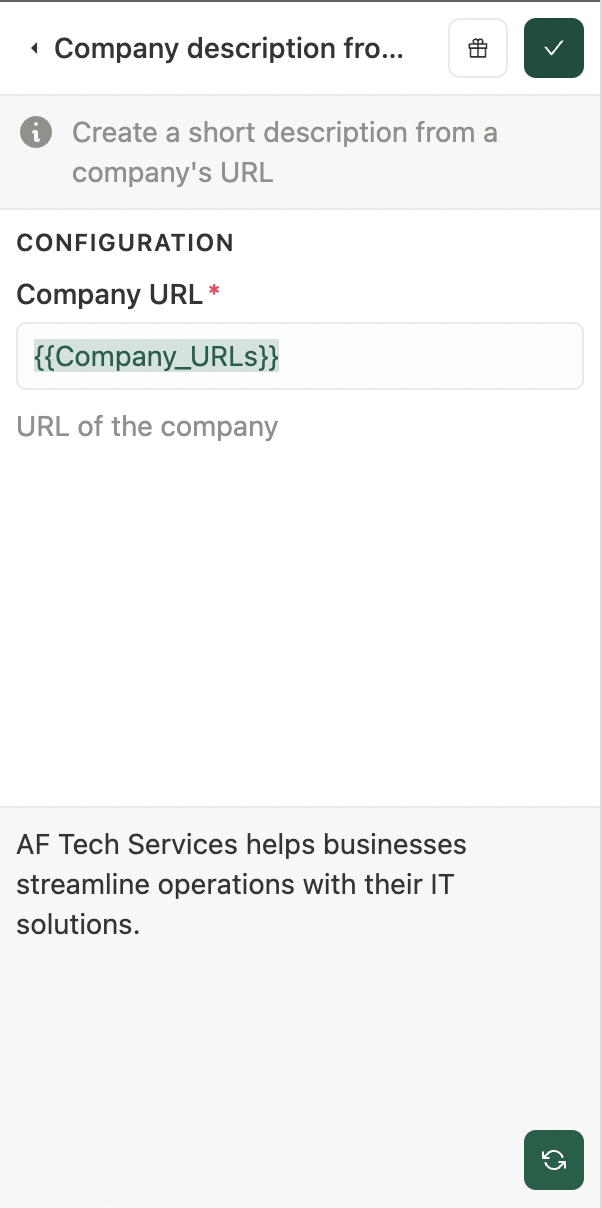 Company description fro...
Create a short description from a
company's URL
CONFIGURATION
Company URL *
{{Company_URLs}}
URL of the company
AF Tech Services helps businesses
streamline operations with their IT
solutions.